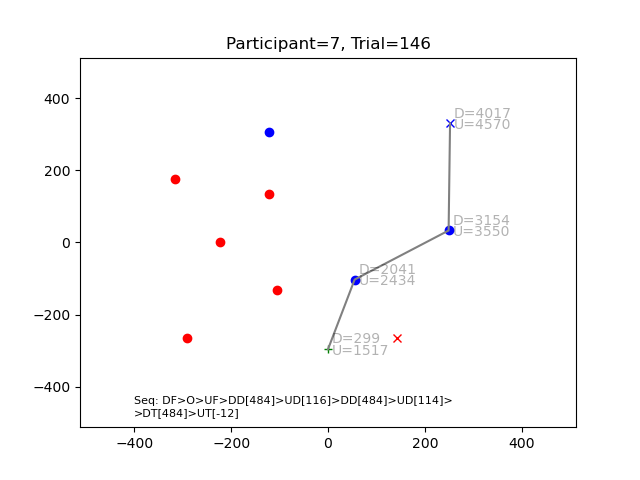 Participant=7, Trial=146
400
200
0
−200
−400
D=4017
U=4570
D=3154
U=3550
D=2041
U=2434
D=299
U=1517
Seq: DF>O>UF>DD[484]>UD[116]>DD[484]>UD[114]>
>DT[484]>UT[-12]
−400 −200 0 200 400